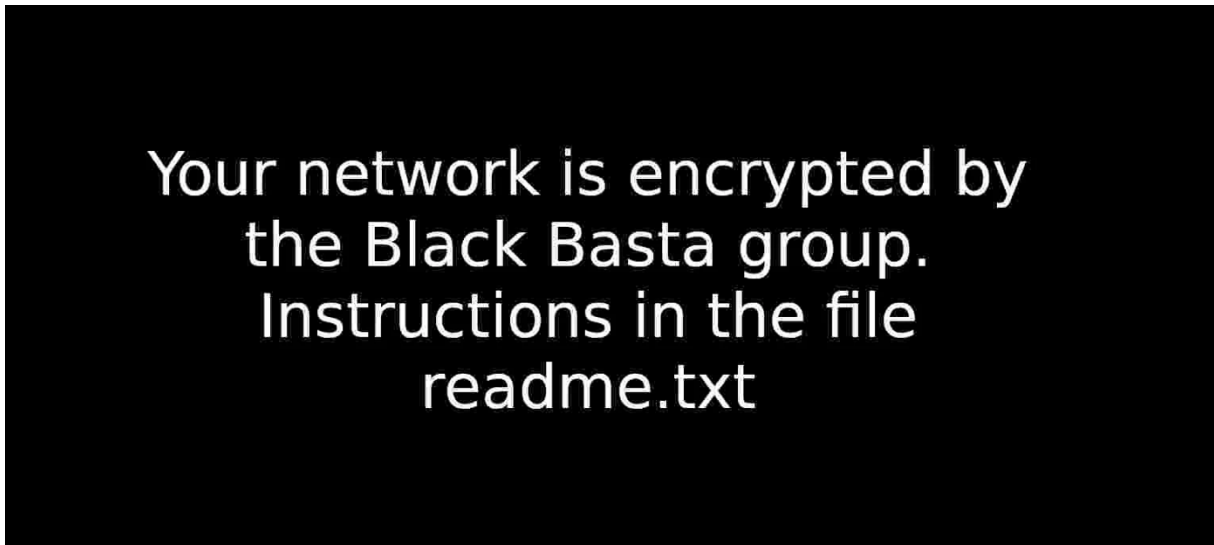 Your network is encrypted by
the Black Basta group.
Instructions in the file
readme.txt